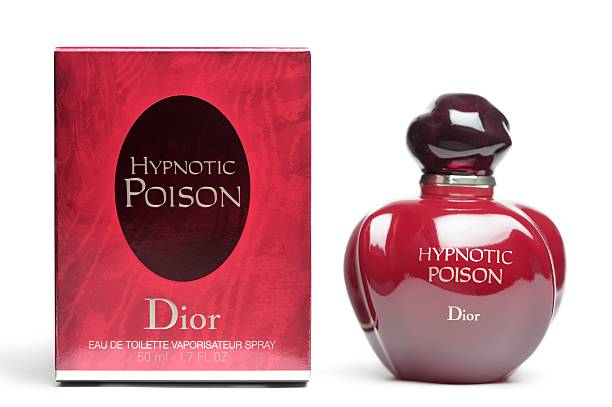 HYPNOTIC
POISON
Dior
EAU DE TOILETTE VAPORISATEUR SPRAY
50 ml - 1.7 FL.OZ
HYPNOTIC
POISON
Dior